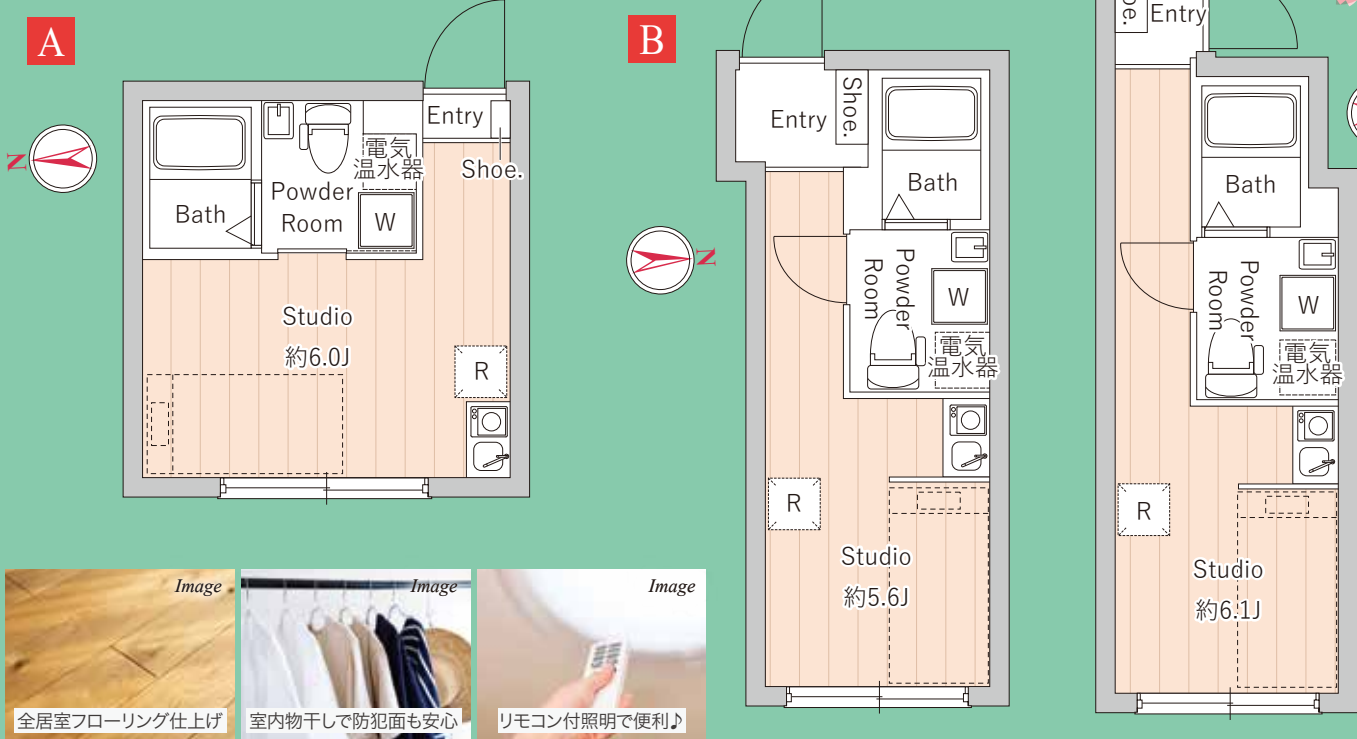 A
N
Entry
Shoe.
電気
温水器
Powder
Room
Bath
W
Studio
約6.0J
R
B
N
Entry
Shoe.
Bath
Powder
Room
W
電気
温水器
R
Studio
約5.6J
Entry
Bath
Powder
Room
W
電気
温水器
R
Studio
約6.1J
Image
全居室フローリング仕上げ
Image
室内物干しで防犯面も安心
Image
リモコン付照明で便利♪